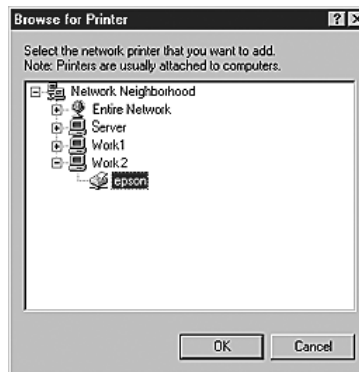 Browse for Printer
Select the network printer that you want to add.
Note: Printers are usually attached to computers.
Network Neighborhood
Entire Network
Server
Work1
Work2
epson
OK
Cancel